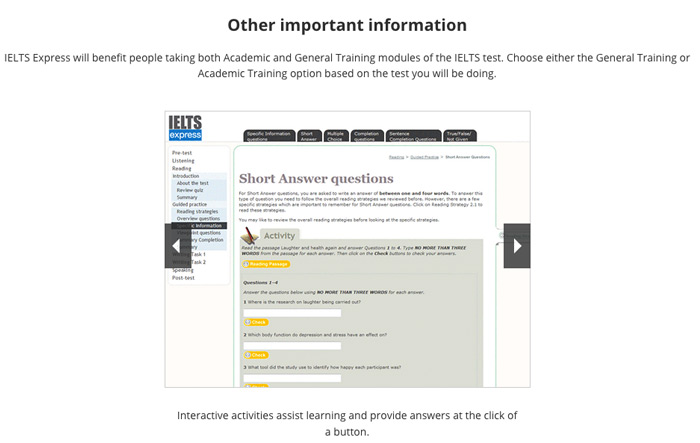 Other important information
IELTS Express will benefit people taking both Academic and General Training modules of the IELTS test. Choose either the General Training or
Academic Training option based on the test you will be doing.
IELTS
express
Specific Information
questions
Short
Answer
Multiple
Choice
Completion
questions
Sentence
Completion Questions
True/False/
Not Given
Reading > Guided Practice > Short Answer Questions
Pre-test
Listening
Reading
Introduction
About the test
Review quiz
Summary
Guided practice
Reading strategies
Overview questions
Information
questions
Completion
Task 1
Task 2
Speaking
Post-test
Short Answer questions
For Short Answer questions, you are asked to write an answer of between one and four words. To answer this
type of question you need to follow the overall reading strategies we reviewed before. However, there are a few
specific strategies which are important to remember for Short Answer questions. Click on Reading Strategy 2.1 to
read these strategies.
You may like to review the overall reading strategies before looking at the specific strategies.
Activity
Read the passage Laughter and health again and answer Questions 1 to 4. Type NO MORE THAN THREE
WORDS from the passage for each answer. Then click on the Check buttons to check your answers.
Reading Passage
Questions 1-4
Answer the questions below using NO MORE THAN THREE WORDS for each answer.
1 Where is the research on laughter being carried out?
Check
2 Which body function do depression and stress have an effect on?
Check
3 What tool did the study use to identify how happy each participant was?
Interactive activities assist learning and provide answers at the click of
a button.